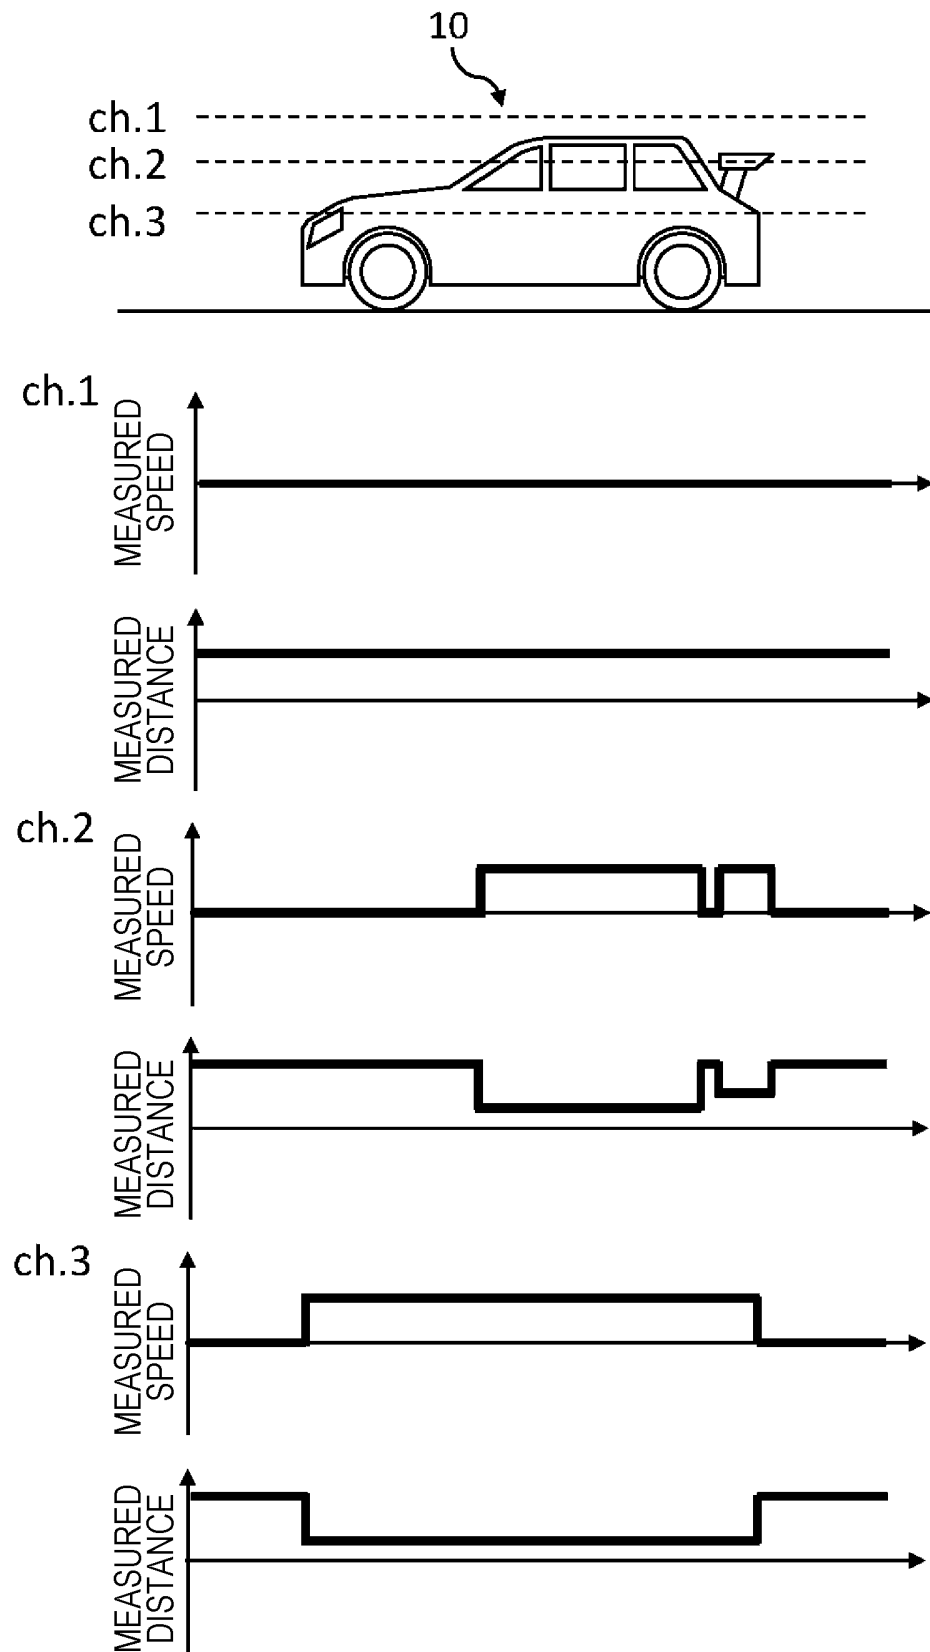 10
ch.1
ch.2
ch.3
ch.1
MEASURED
SPEED
MEASURED
DISTANCE
ch.2
MEASURED
SPEED
MEASURED
DISTANCE
ch.3
MEASURED
SPEED
MEASURED
DISTANCE